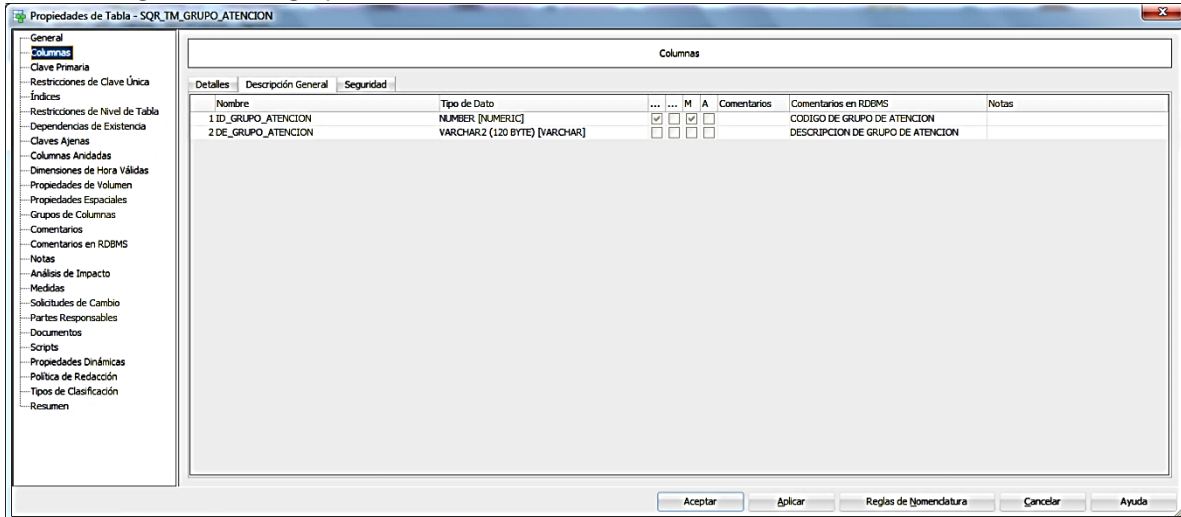 Propiedades de Tabla - SQR_TM_GRUPO_ATENCION
General
Columnas
Clave Primaria
Restricciones de Clave Única
Índices
Restricciones de Nivel de Tabla
Dependencias de Existencia
Claves Ajenas
Columnas Anidadas
Dimensiones de Hora Válidas
Propiedades de Volumen
Propiedades Espaciales
Grupos de Columnas
Comentarios
Comentarios en RDBMS
Notas
Análisis de Impacto
Medidas
Solicitudes de Cambio
Partes Responsables
Documentos
Scripts
Propiedades Dinámicas
Política de Redacción
Tipos de Clasificación
Resumen
Columnas
Detalles Descripción General Seguridad
Nombre Tipo de Dato ... ... M A Comentarios Comentarios en RDBMS Notas
1 ID_GRUPO_ATENCION NUMBER [NUMERIC] CODIGO DE GRUPO DE ATENCION
2 DE_GRUPO_ATENCION VARCHAR2 (120 BYTE) [VARCHAR] DESCRIPCION DE GRUPO DE ATENCION
Aceptar Aplicar Reglas de Nomenclatura Cancelar Ayuda